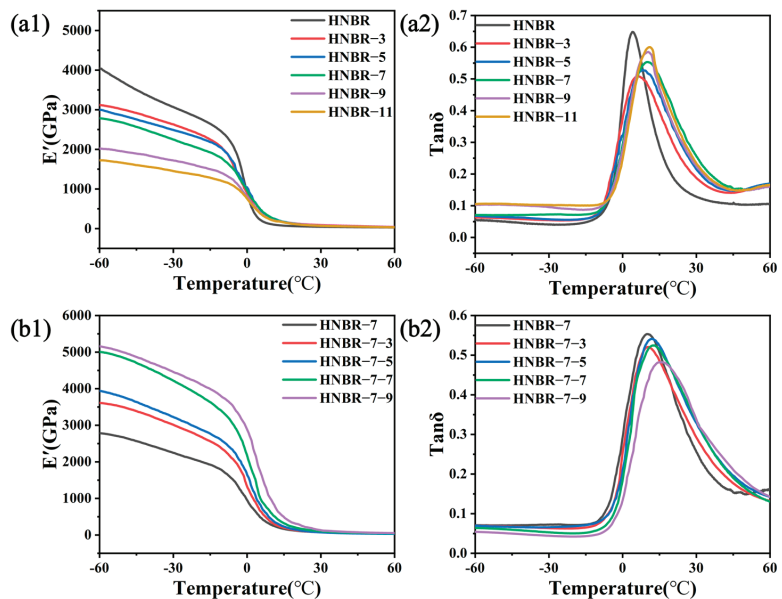 (a1)
E′(GPa)
5000
4000
3000
2000
1000
0
-60
-30
0
30
60
Temperature(℃)
HNBR
HNBR−3
HNBR−5
HNBR−7
HNBR−9
HNBR−11
(a2)
Tanδ
0.7
0.6
0.5
0.4
0.3
0.2
0.1
0.0
-60
-30
0
30
60
Temperature(℃)
HNBR
HNBR−3
HNBR−5
HNBR−7
HNBR−9
HNBR−11
(b1)
E′(GPa)
6000
5000
4000
3000
2000
1000
0
-60
-30
0
30
60
Temperature(℃)
HNBR−7
HNBR−7−3
HNBR−7−5
HNBR−7−7
HNBR−7−9
(b2)
Tanδ
0.6
0.5
0.4
0.3
0.2
0.1
0.0
-60
-30
0
30
60
Temperature(℃)
HNBR−7
HNBR−7−3
HNBR−7−5
HNBR−7−7
HNBR−7−9